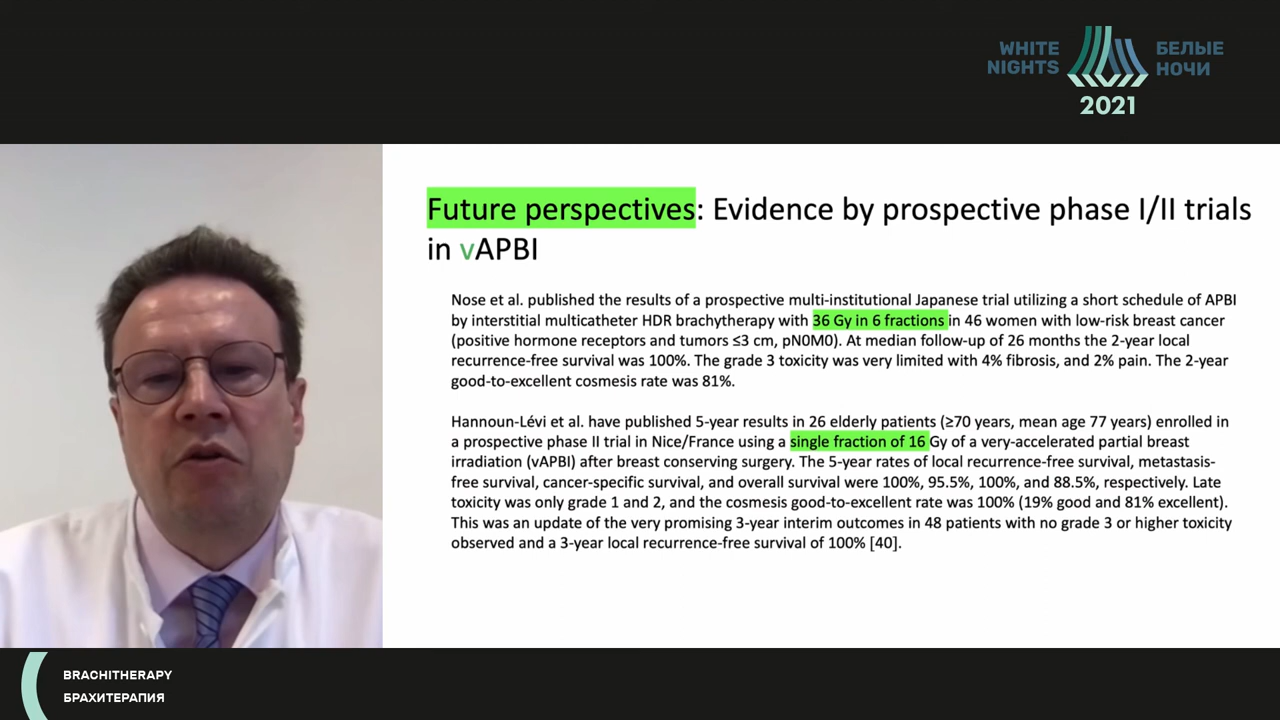 WHITE NIGHTS
БЕЛЫЕ НОЧИ
2021
Future perspectives: Evidence by prospective phase I/II trials
in vAPBI
Nose et al. published the results of a prospective multi-institutional Japanese trial utilizing a short schedule of APBI
by interstitial multicatheter HDR brachytherapy with 36 Gy in 6 fractions in 46 women with low-risk breast cancer
(positive hormone receptors and tumors ≤3 cm, pN0M0). At median follow-up of 26 months the 2-year local
recurrence-free survival was 100%. The grade 3 toxicity was very limited with 4% fibrosis, and 2% pain. The 2-year
good-to-excellent cosmesis rate was 81%.
Hannoun-Lévi et al. have published 5-year results in 26 elderly patients (≥70 years, mean age 77 years) enrolled in
a prospective phase II trial in Nice/France using a single fraction of 16 Gy of a very-accelerated partial breast
irradiation (vAPBI) after breast conserving surgery. The 5-year rates of local recurrence-free survival, metastasis-
free survival, cancer-specific survival, and overall survival were 100%, 95.5%, 100%, and 88.5%, respectively. Late
toxicity was only grade 1 and 2, and the cosmesis good-to-excellent rate was 100% (19% good and 81% excellent).
This was an update of the very promising 3-year interim outcomes in 48 patients with no grade 3 or higher toxicity
observed and a 3-year local recurrence-free survival of 100% [40].
BRACHITHERAPY
БРАХИТЕРАПИЯ